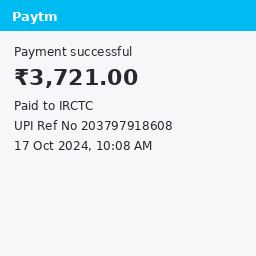 Paytm
Payment successful
₹3,721.00
Paid to IRCTC
UPI Ref No 203797918608
17 Oct 2024, 10:08 AM